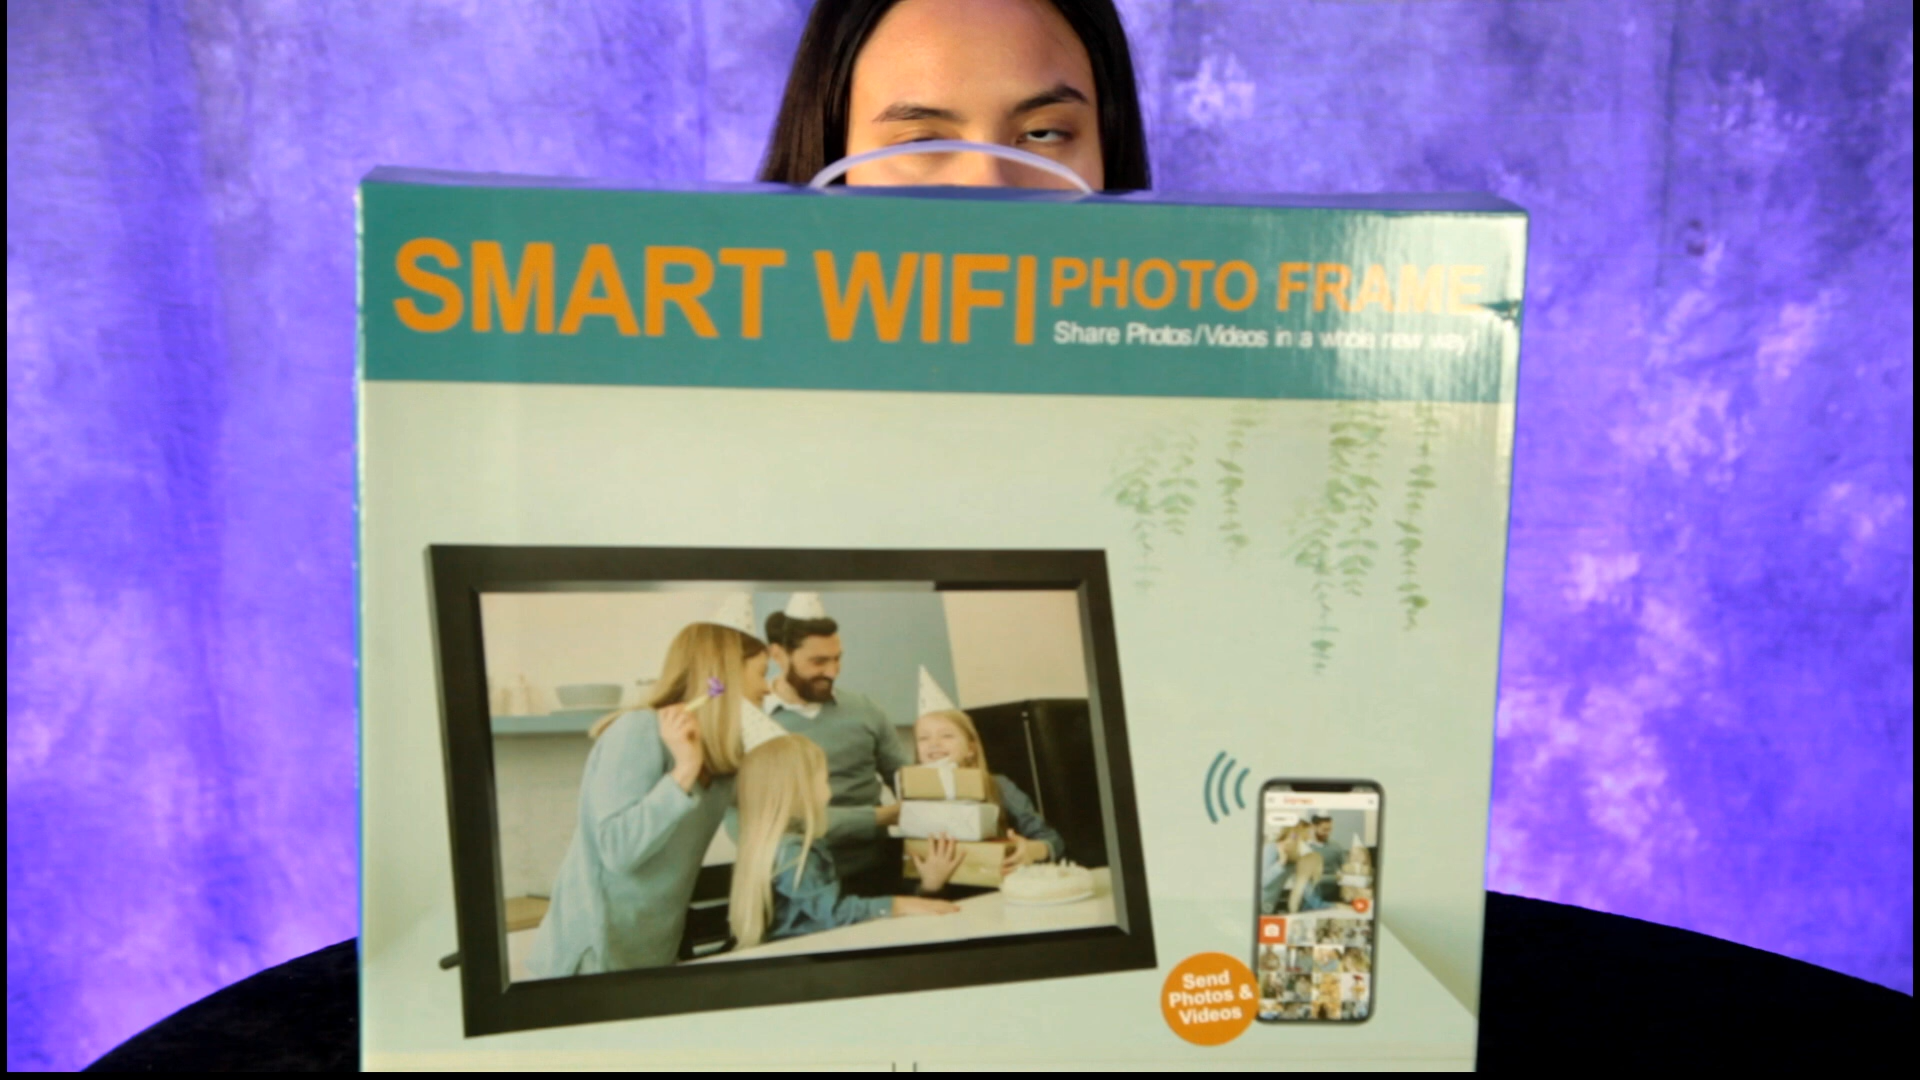 SMART WIFI PHOTO FRAME
Share Photos/Videos in a whole new way!
Send
Photos &
Videos